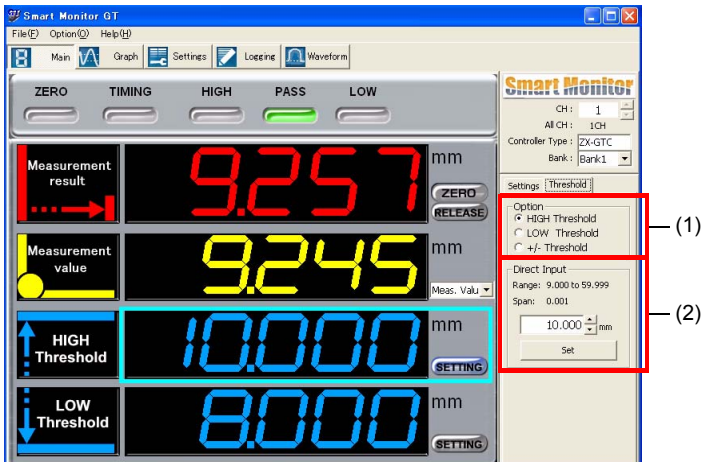 Smart Monitor GT
File(F) Option(O) Help(H)
8 Main Graph Settings Logging Waveform
ZERO TIMING HIGH PASS LOW
Smart Monitor
CH : 1
All CH : 1CH
Controller Type : ZX-GTC
Bank : Bank1
Settings Threshold
Measurement result
9.257 mm
ZERO
RELEASE
Option
HIGH Threshold
LOW Threshold
+/- Threshold
(1)
Measurement value
9.245 mm
Meas. Valu
Direct Input
Range: 9.000 to 59.999
Span: 0.001
10.000 mm
Set
(2)
HIGH Threshold
10.000 mm
SETTING
LOW Threshold
8.000 mm
SETTING